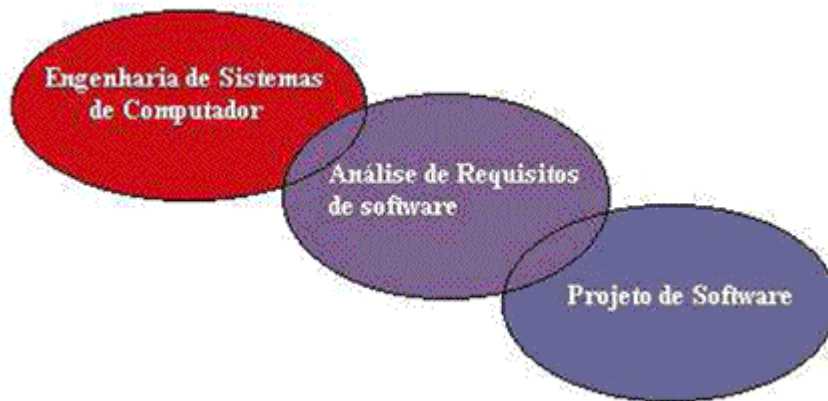 Engenharia de Sistemas
de Computador
Análise de Requisitos
de software
Projeto de Software